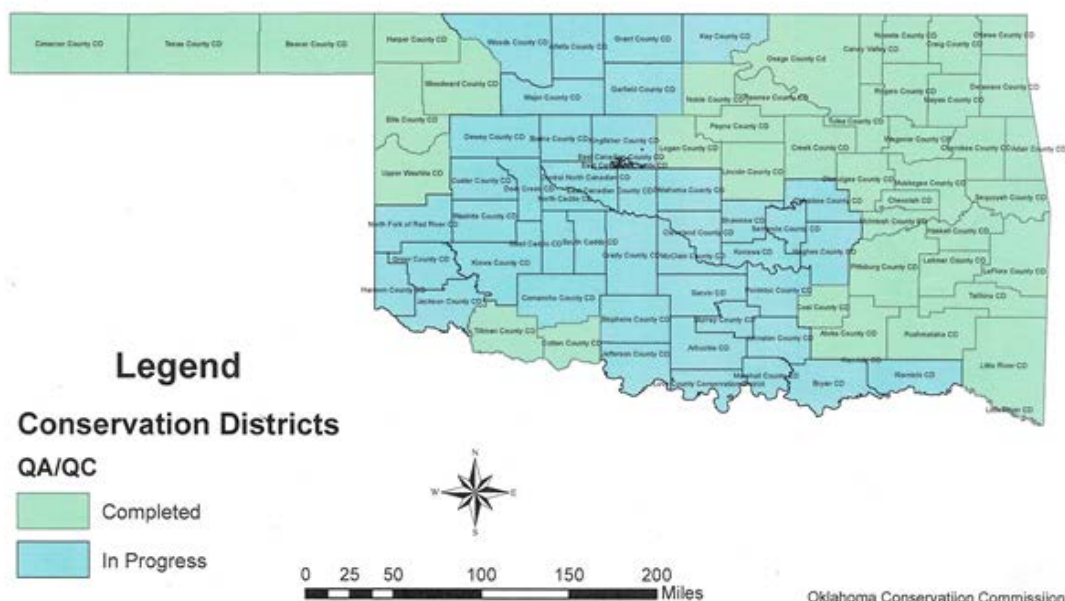 Cimarron County CD
Texas County CD
Beaver County CD
Harper County CD
Woods County CD
Alfalfa County CD
Grant County CD
Kay County CD
Osage County Cd
Caney Valley CD
Nowata County CD
Craig County CD
Ottawa County CD
Woodward County CD
Major County CD
Garfield County CD
Noble County CD
Pawnee County CD
Rogers County CD
Mayes County CD
Delaware County CD
Ellis County CD
Dewey County CD
Blaine County CD
Kingfisher County CD
Logan County CD
Payne County CD
Creek County CD
Tulsa County CD
Wagoner County CD
Cherokee County CD
Adair County CD
Upper Washita CD
Custer County CD
Deer Creek CD
East Canadian County CD
Central North Canadian
North Caddo CD
Canadian County CD
Oklahoma County CD
Lincoln County CD
Okmulgee County CD
Muskogee County CD
Sequoyah County CD
Checotah CD
North Fork of Red River CD
Washita County CD
West Caddo CD
South Caddo CD
Grady County CD
Cleveland County CD
McClain County CD
Shawnee CD
Seminole County CD
Konawa CD
Hughes County CD
McIntosh County CD
Haskell County CD
Pittsburg County CD
Latimer County CD
LeFlore County CD
Talihina CD
Greer County CD
Kiowa County CD
Harmon County CD
Jackson County CD
Comanche County CD
Tillman County CD
Cotton County CD
Stephens County CD
Jefferson County CD
Garvin CD
Murray County CD
Arbuckle CD
Pontotoc County CD
Johnston County CD
Marshall County CD
County Conservation District
Coal County CD
Atoka County CD
Pushmataha CD
Bryan CD
Kiamichi CD
Little River CD
Little River CD
Legend
Conservation Districts
QA/QC
Completed
In Progress
N
W E
S
0 25 50 100 150 200
Miles
Oklahoma Conservatiion Commission